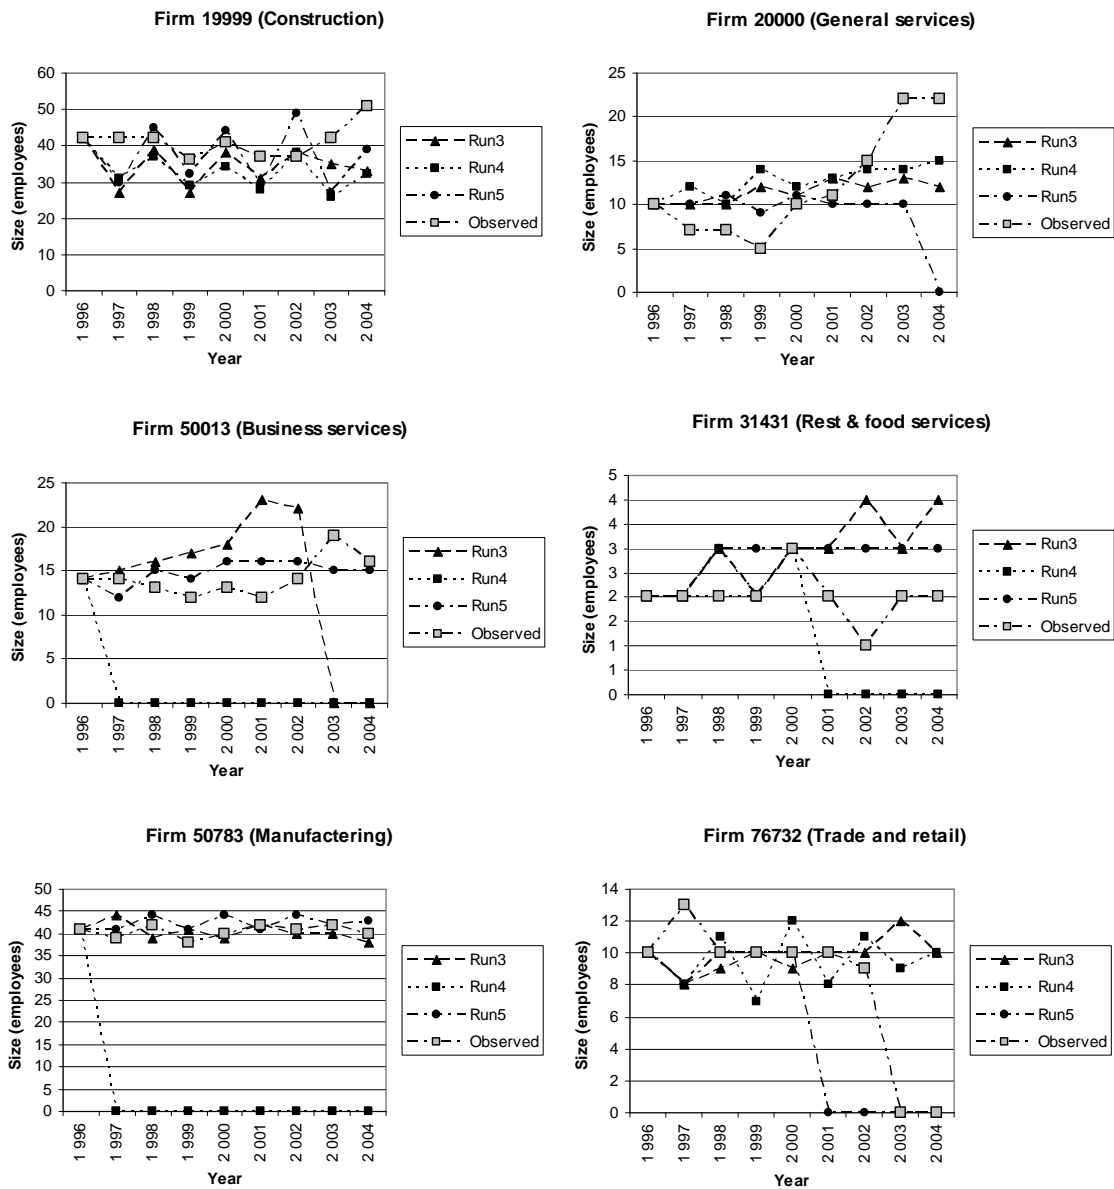 Firm 19999 (Construction)
Size (employees)
60
50
40
30
20
10
0
1 996
1 997
1 998
1 999
2 000
2 001
2 002
2 003
2 004
Year
Run3
Run4
Run5
Observed
Firm 20000 (General services)
Size (employees)
25
20
15
10
5
0
1 996
1 997
1 998
1 999
2 000
2 001
2 002
2 003
2 004
Year
Run3
Run4
Run5
Observed
Firm 50013 (Business services)
Size (employees)
25
20
15
10
5
0
1 996
1 997
1 998
1 999
2 000
2 001
2 002
2 003
2 004
Year
Run3
Run4
Run5
Observed
Firm 31431 (Rest & food services)
Size (employees)
5
4
4
3
3
2
2
1
1
0
1 996
1 997
1 998
1 999
2 000
2 001
2 002
2 003
2 004
Year
Run3
Run4
Run5
Observed
Firm 50783 (Manufactering)
Size (employees)
50
45
40
35
30
25
20
15
10
5
0
1 996
1 997
1 998
1 999
2 000
2 001
2 002
2 003
2 004
Year
Run3
Run4
Run5
Observed
Firm 76732 (Trade and retail)
Size (employees)
14
12
10
8
6
4
2
0
1 996
1 997
1 998
1 999
2 000
2 001
2 002
2 003
2 004
Year
Run3
Run4
Run5
Observed